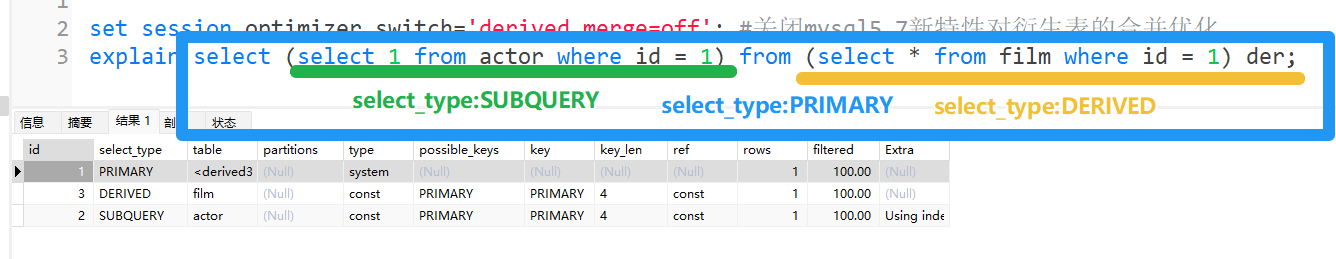 1
2 set session optimizer_switch='derived_merge=off'; #关闭mysql5.7新特性对衍生表的合并优化
3 explain select (select 1 from actor where id = 1) from (select * from film where id = 1) der;
select_type:SUBQUERY select_type:PRIMARY select_type:DERIVED
信息 摘要 结果 1 剖 状态
id select_type table partitions type possible_keys key key_len ref rows filtered Extra
1 PRIMARY <derived3 (Null) system (Null) (Null) (Null) (Null) 1 100.00 (Null)
3 DERIVED film (Null) const PRIMARY PRIMARY 4 const 1 100.00 (Null)
2 SUBQUERY actor (Null) const PRIMARY PRIMARY 4 const 1 100.00 Using inde